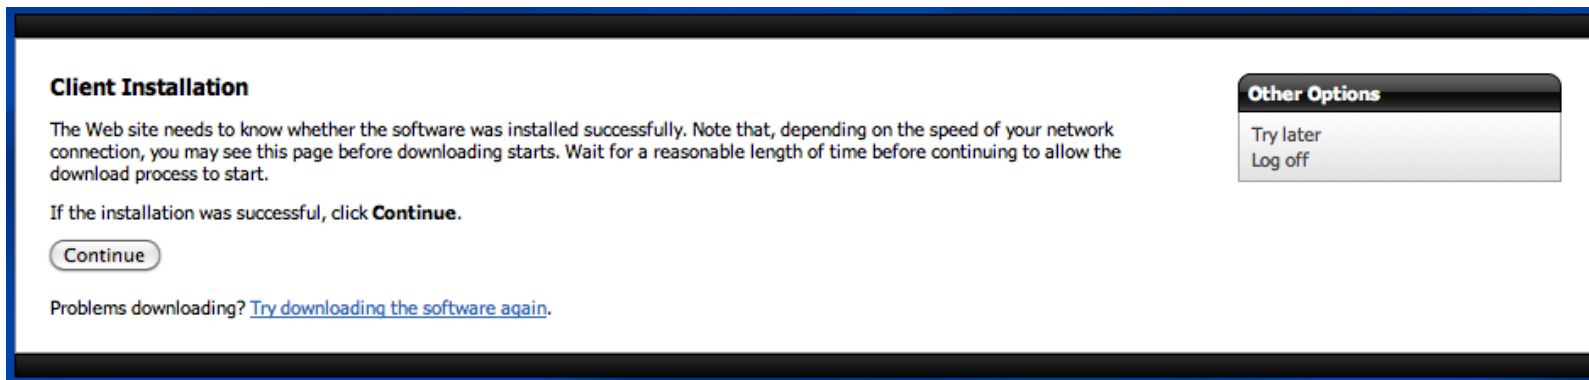 Client Installation
The Web site needs to know whether the software was installed successfully. Note that, depending on the speed of your network
connection, you may see this page before downloading starts. Wait for a reasonable length of time before continuing to allow the
download process to start.
If the installation was successful, click Continue.
Continue
Problems downloading? Try downloading the software again.
Other Options
Try later
Log off